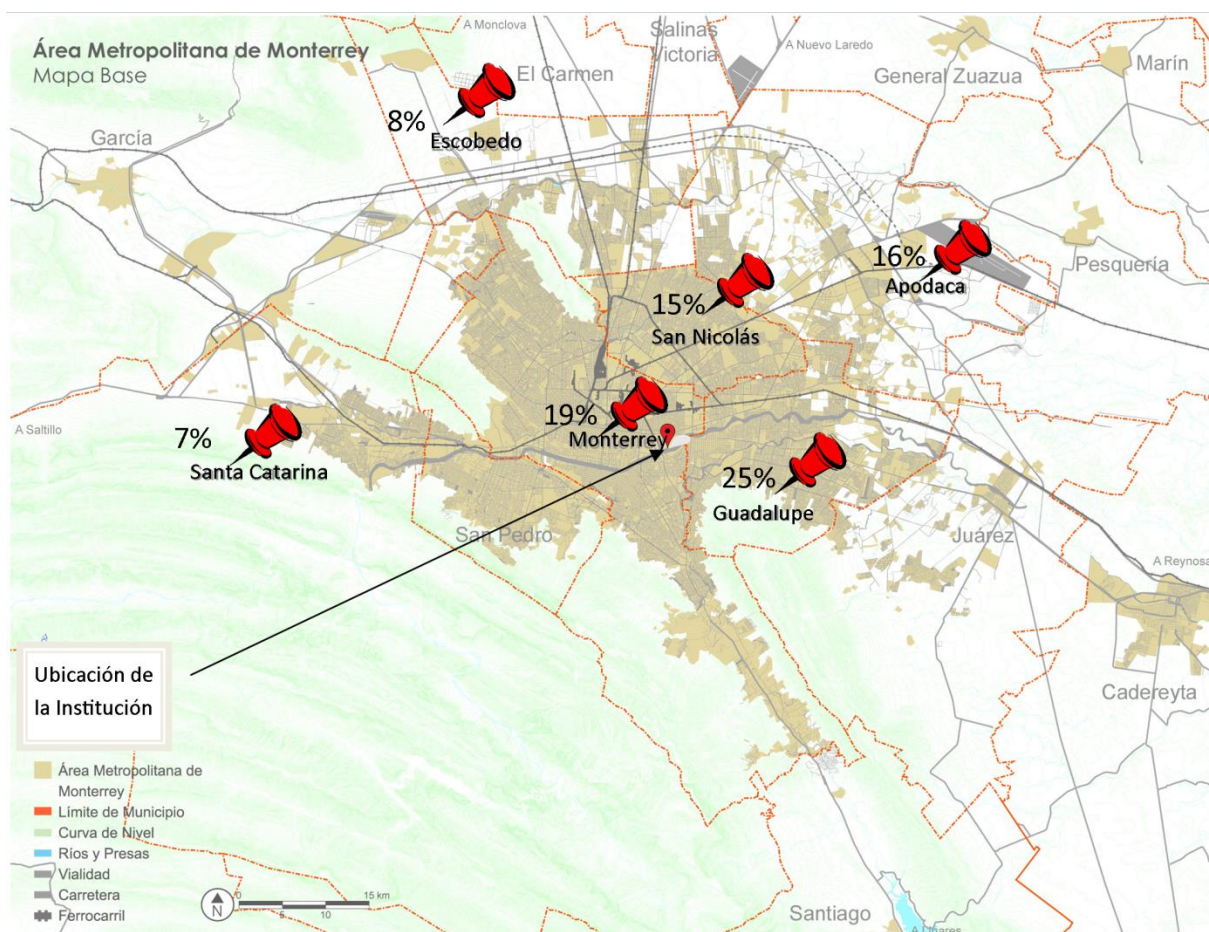 Área Metropolitana de Monterrey
Mapa Base
A Monclova
El Carmen
Salinas
Victoria
A Nuevo Laredo
General Zuazua
Marín
García
8%
Escobedo
Escobedo
16%
Apodaca
Pesquería
15%
San Nicolás
A Saltillo
7%
Santa Catarina
19%
Monterrey
25%
Guadalupe
San Pedro
Juárez
A Reynosa
Cadereyta
Ubicación de
la Institución
Área Metropolitana de
Monterrey
Límite de Municipio
Curva de Nivel
Ríos y Presas
Vialidad
Carretera
Ferrocarril
N
0
5
10
15 km
Santiago
A Linares